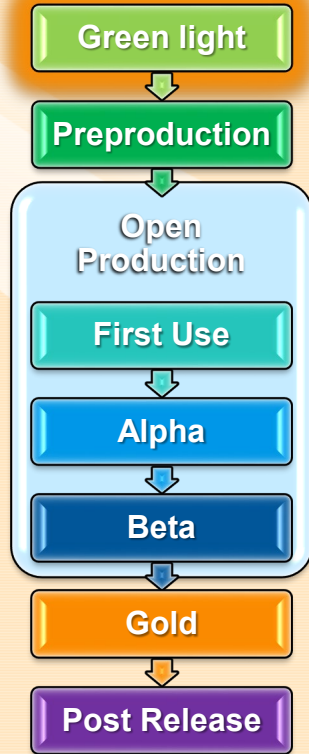 Green light
Preproduction
Open
Production
First Use
Alpha
Beta
Gold
Post Release